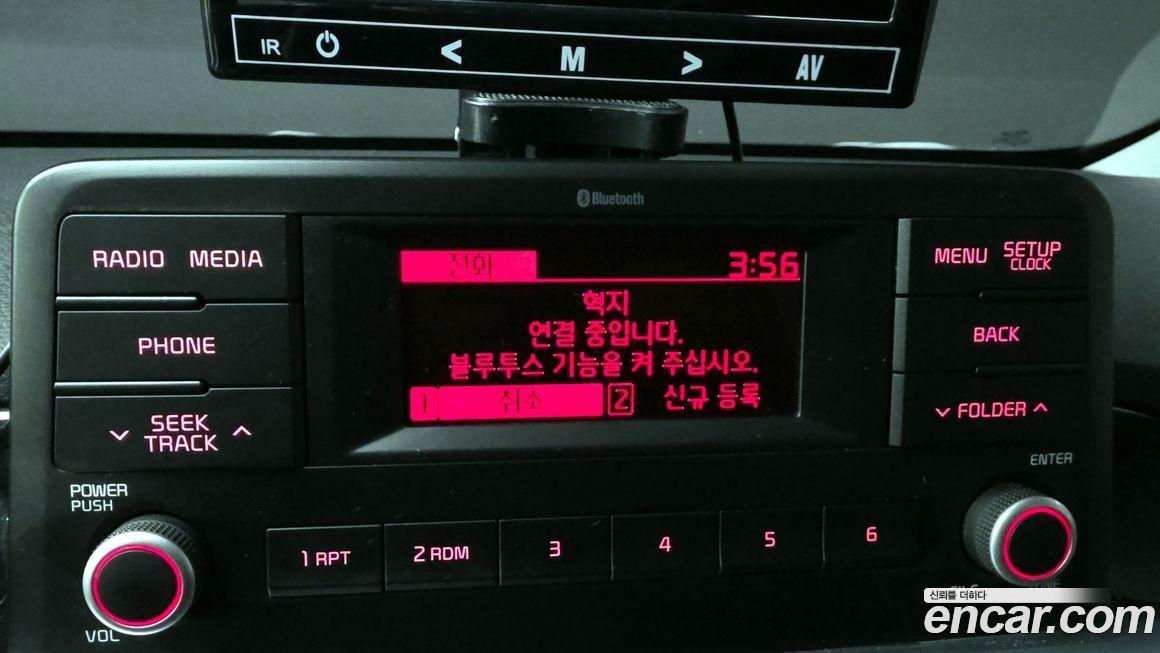 IR < M > AV
Bluetooth
RADIO MEDIA
전화 3:56
MENU SETUP CLOCK
혁지
연결 중입니다.
PHONE
BACK
블루투스 기능을 켜 주십시오.
1 취소 2 신규 등록
SEEK TRACK
FOLDER
ENTER
POWER PUSH
1 RPT 2 RDM 3 4 5 6
VOL
신뢰를 더하다
encar.com